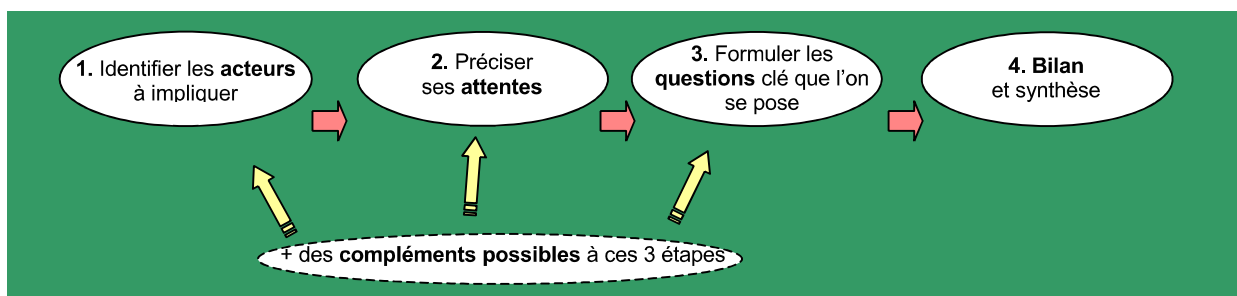 1. Identifier les acteurs
à impliquer
2. Préciser
ses attentes
3. Formuler les
questions clé que l'on
se pose
4. Bilan
et synthèse
+ des compléments possibles à ces 3 étapes